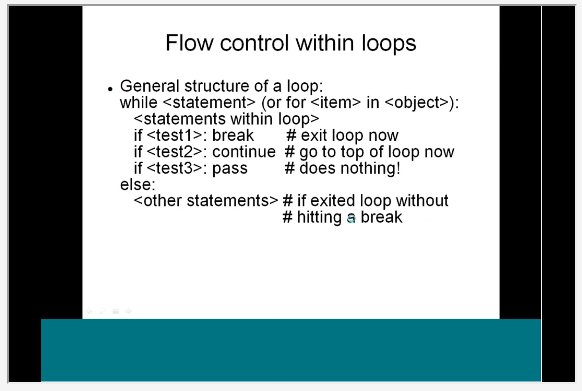 Flow control within loops
• General structure of a loop:
while <statement> (or for <item> in <object>):
<statements within loop>
if <test1>: break # exit loop now
if <test2>: continue # go to top of loop now
if <test3>: pass # does nothing!
else:
<other statements> # if exited loop without
# hitting a break